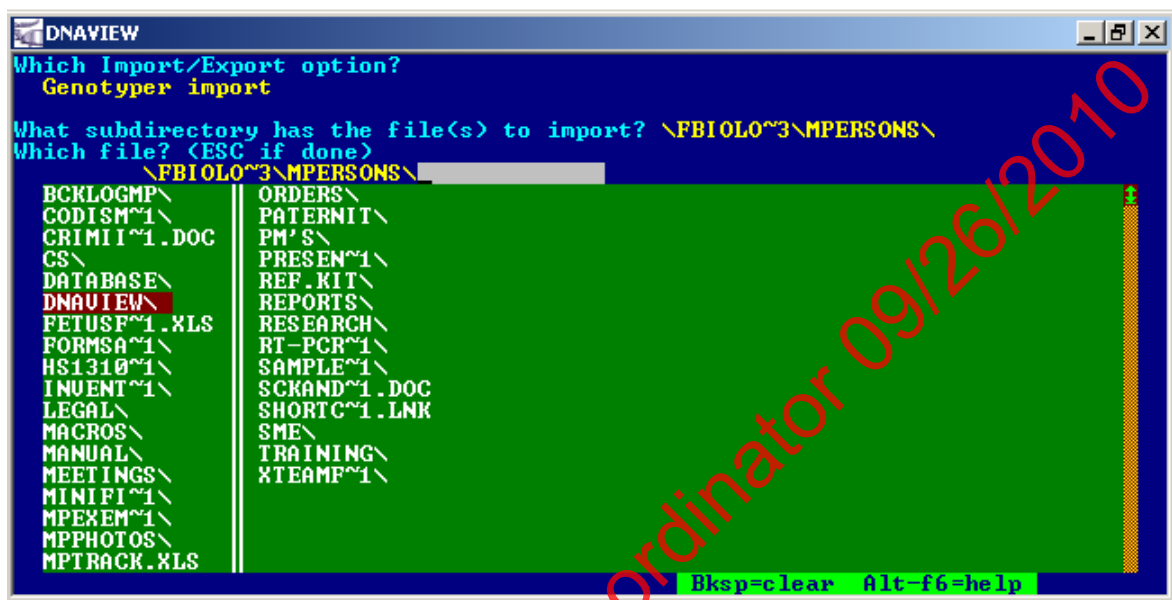 DNAVIEW
Which Import/Export option?
Genotyper import
What subdirectory has the file(s) to import? \FBIOLO~3\MPERSONS\
Which file? (ESC if done)
\FBIOLO~3\MPERSONS\_
BCKLOGMP\
CODISM~1\
CRIMII~1.DOC
CS\
DATABASE\
DNAVIEW\
FETUSF~1.XLS
FORMSA~1\
HS1310~1\
INVENT~1\
LEGAL\
MACROS\
MANUAL\
MEETINGS\
MINIFI~1\
MPEXEM~1\
MPPHOTOS\
MPTRACK.XLS
ORDERS\
PATERNIT\
PM'S\
PRESEN~1\
REF.KIT\
REPORTS\
RESEARCH\
RT-PCR~1\
SAMPLE~1\
SCKAND~1.DOC
SHORTC~1.LNK
SME\
TRAINING\
XTEAMF~1\
Bksp=clear Alt-f6=help
ordinator 09/26/2010